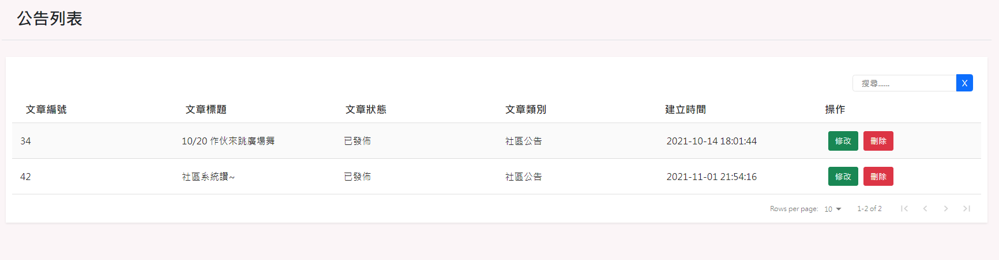 公告列表
搜尋...... X
文章編號 文章標題 文章狀態 文章類別 建立時間 操作
34 10/20 作伙來跳廣場舞 已發佈 社區公告 2021-10-14 18:01:44 修改 刪除
42 社區系統讚~ 已發佈 社區公告 2021-11-01 21:54:16 修改 刪除
Rows per page: 10 1-2 of 2